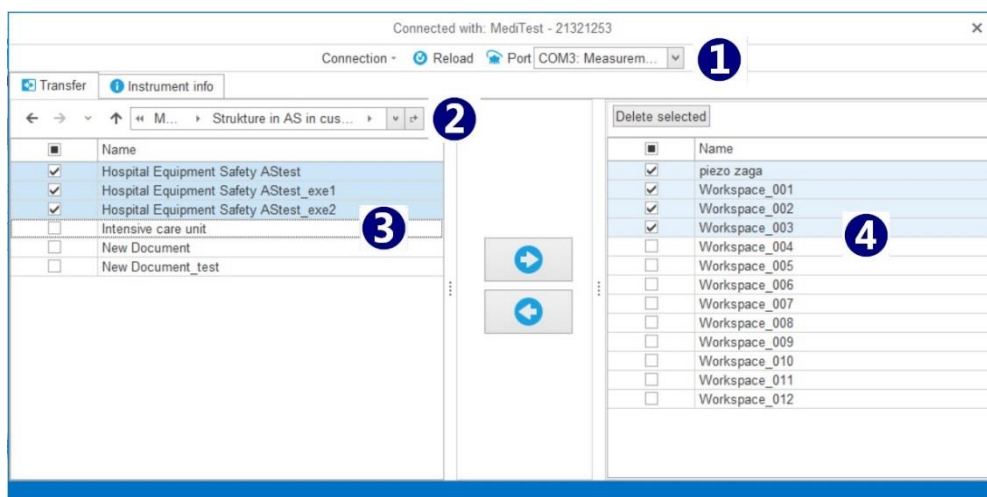 Connected with: MediTest - 21321253
Connection Reload Port COM3: Measurem... 1
Transfer Instrument info
M... Strukture in AS in cus... 2
Name
Hospital Equipment Safety AStest
Hospital Equipment Safety AStest_exe1
Hospital Equipment Safety AStest_exe2
Intensive care unit 3
New Document
New Document_test
Delete selected
Name
piezo zaga
Workspace_001
Workspace_002
Workspace_003 4
Workspace_004
Workspace_005
Workspace_006
Workspace_007
Workspace_008
Workspace_009
Workspace_010
Workspace_011
Workspace_012